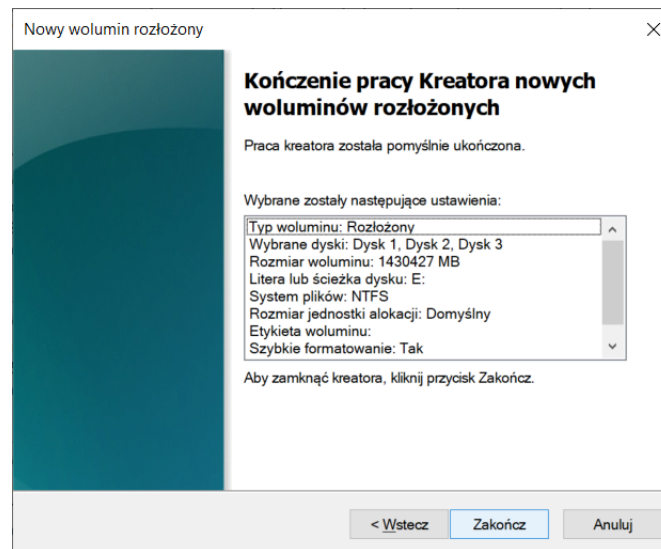 Nowy wolumin rozłożony
Kończenie pracy Kreatora nowych
woluminów rozłożonych
Praca kreatora została pomyślnie ukończona.
Wybrane zostały następujące ustawienia:
Typ woluminu: Rozłożony
Wybrane dyski: Dysk 1, Dysk 2, Dysk 3
Rozmiar woluminu: 1430427 MB
Litera lub ścieżka dysku: E:
System plików: NTFS
Rozmiar jednostki alokacji: Domyślny
Etykieta woluminu:
Szybkie formatowanie: Tak
Aby zamknąć kreatora, kliknij przycisk Zakończ.
< Wstecz Zakończ Anuluj